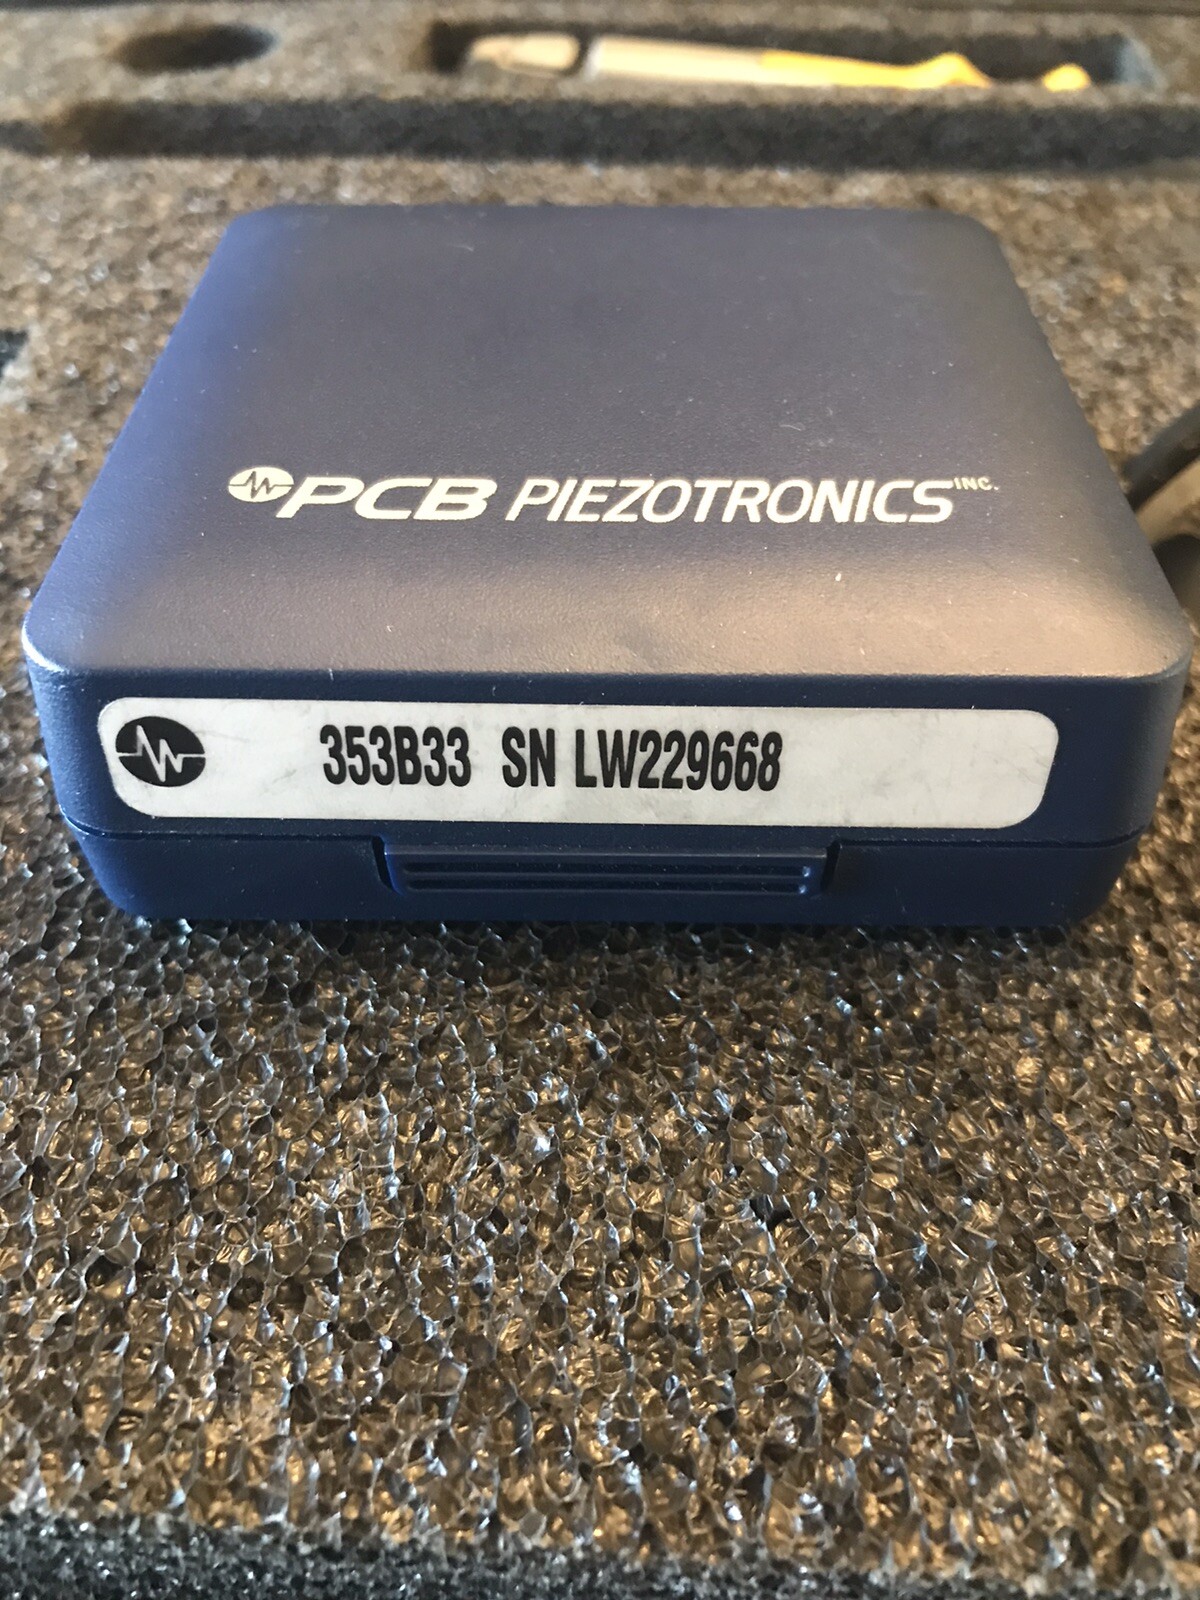 PCB PIEZOTRONICS INC.
353B33 SN LW229668